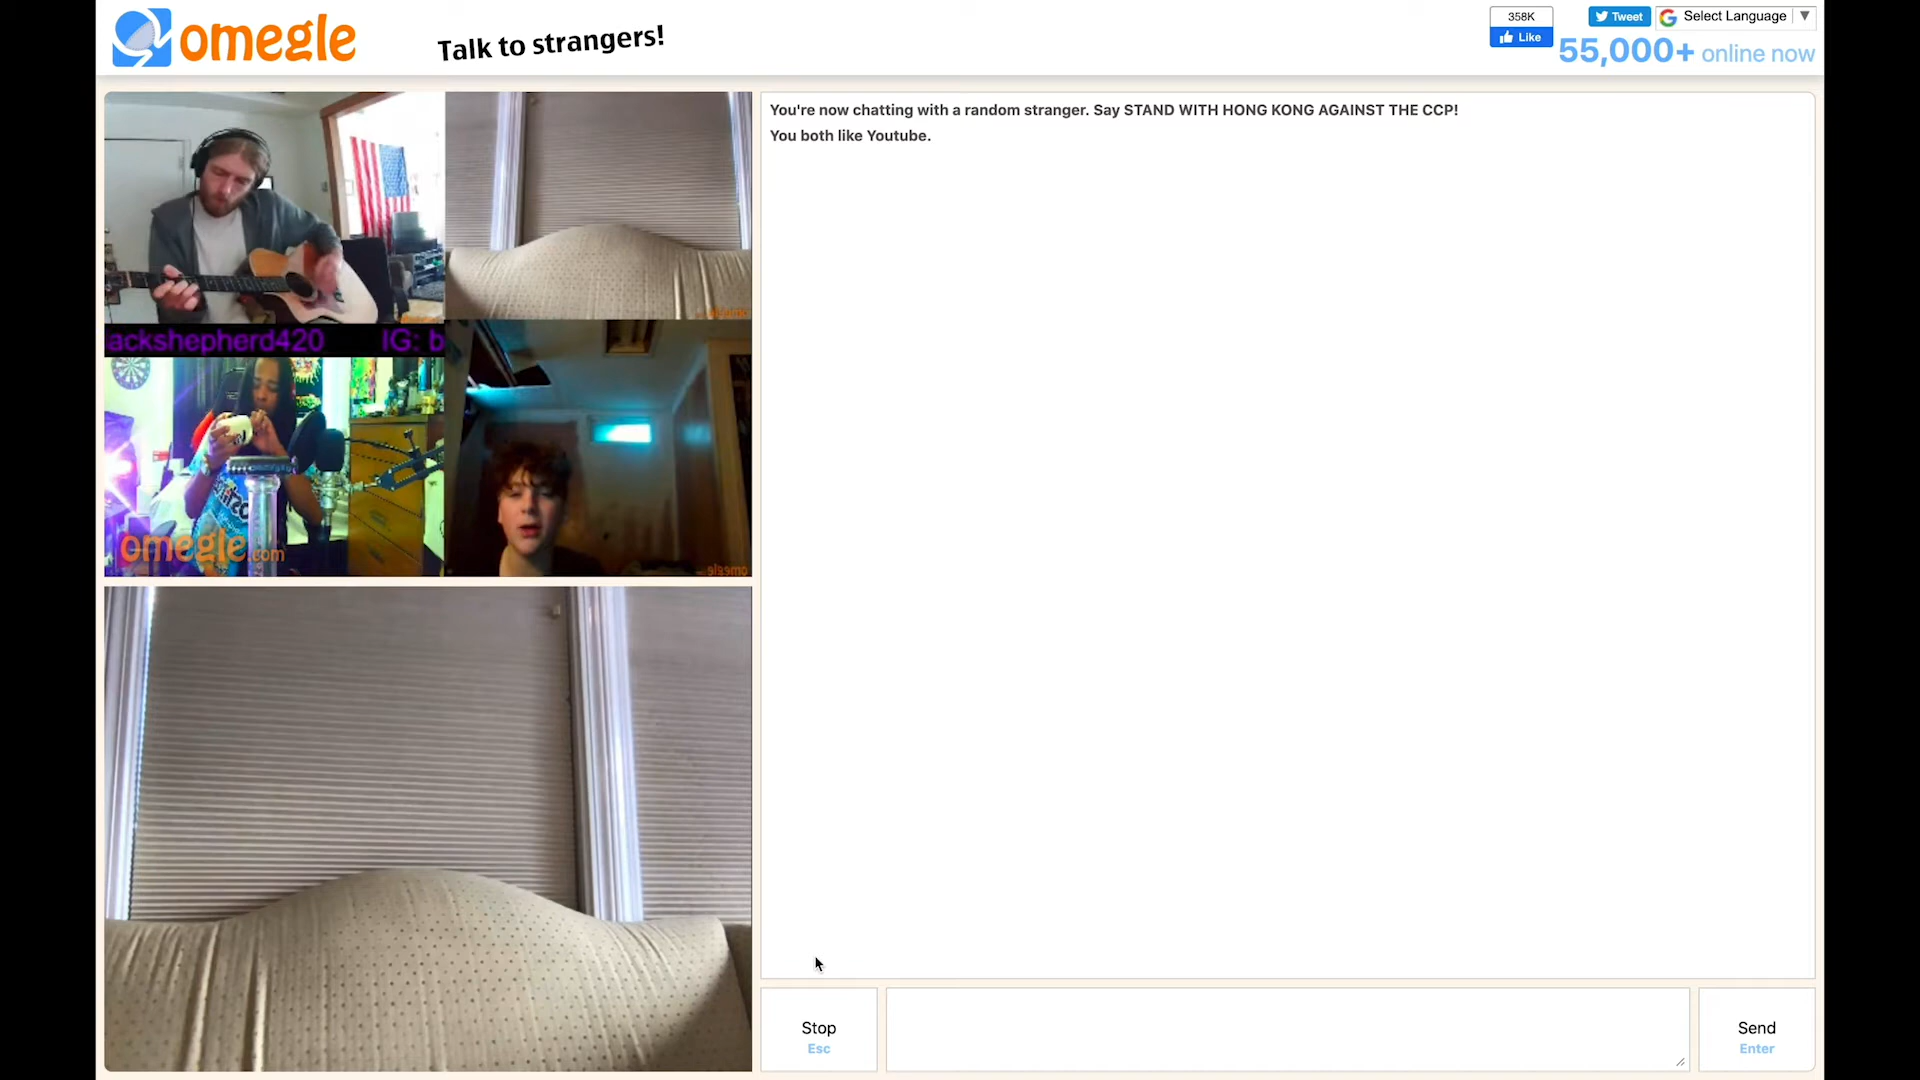 omegle
Talk to strangers!
358K
Like
Tweet
Select Language
55,000+ online now
You're now chatting with a random stranger. Say STAND WITH HONG KONG AGAINST THE CCP!
You both like Youtube.
ackshepherd420 IG: b
omegle.com
omegle
Stop
Esc
Send
Enter